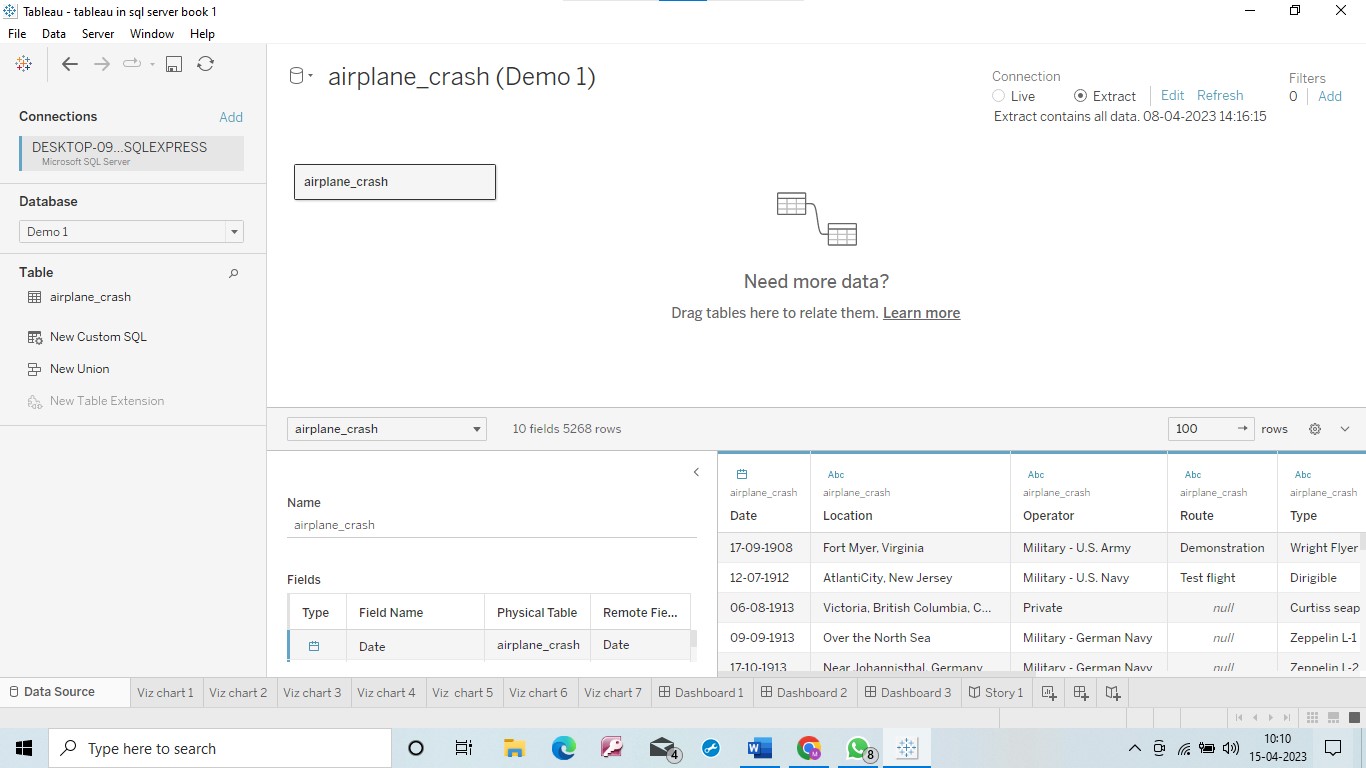 Tableau - tableau in sql server book 1
File Data Server Window Help
airplane_crash (Demo 1)
Connection
Live Extract Edit Refresh
Extract contains all data. 08-04-2023 14:16:15
Filters
0 Add
Connections Add
DESKTOP-09...SQLEXPRESS
Microsoft SQL Server
Database
Demo 1
Table
airplane_crash
New Custom SQL
New Union
New Table Extension
airplane_crash
Need more data?
Drag tables here to relate them. Learn more
airplane_crash 10 fields 5268 rows 100 rows
Name
airplane_crash
Fields
Type Field Name Physical Table Remote Fie...
Date airplane_crash Date
Abc Abc Abc Abc
airplane_crash airplane_crash airplane_crash airplane_crash airplane_crash
Date Location Operator Route Type
17-09-1908 Fort Myer, Virginia Military - U.S. Army Demonstration Wright Flyer
12-07-1912 AtlantiCity, New Jersey Military - U.S. Navy Test flight Dirigible
06-08-1913 Victoria, British Columbia, C... Private null Curtiss seap
09-09-1913 Over the North Sea Military - German Navy null Zeppelin L-1
17-10-1913 Near Johannisthal, Germany Military - German Navy null Zeppelin L-2
Data Source Viz chart 1 Viz chart 2 Viz chart 3 Viz chart 4 Viz chart5 Viz chart 6 Viz chart 7 Dashboard 1 Dashboard 2 Dashboard 3 Story 1
Type here to search
4
8
10:10
15-04-2023